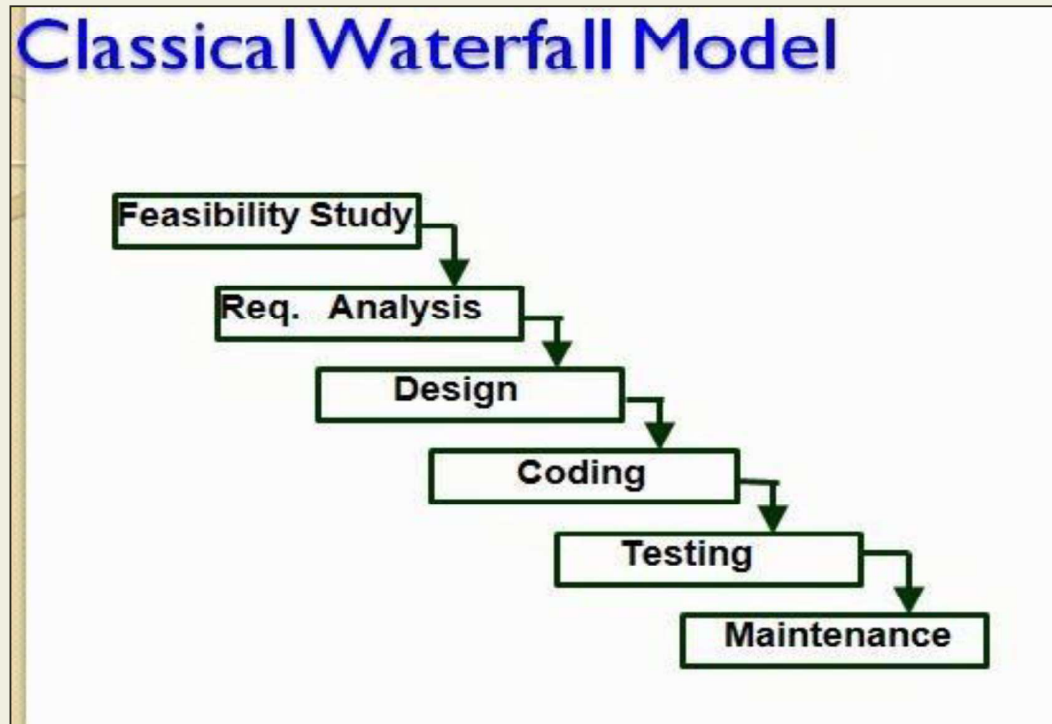 Classical Waterfall Model
Feasibility Study
Req. Analysis
Design
Coding
Testing
Maintenance